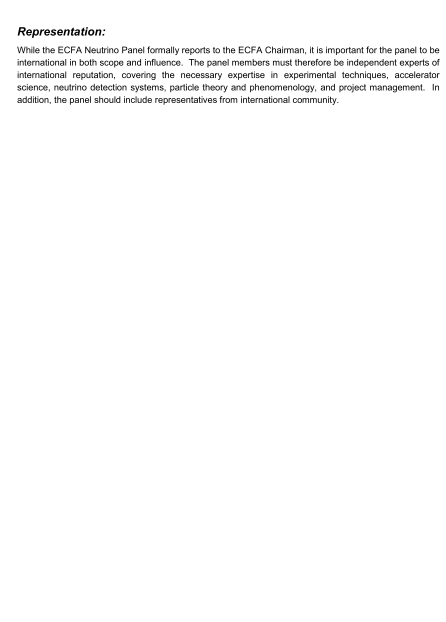 Representation:
While the ECFA Neutrino Panel formally reports to the ECFA Chairman, it is important for the panel to be
international in both scope and influence.  The panel members must therefore be independent experts of
international reputation, covering the necessary expertise in experimental techniques, accelerator
science, neutrino detection systems, particle theory and phenomenology, and project management.  In
addition, the panel should include representatives from international community.